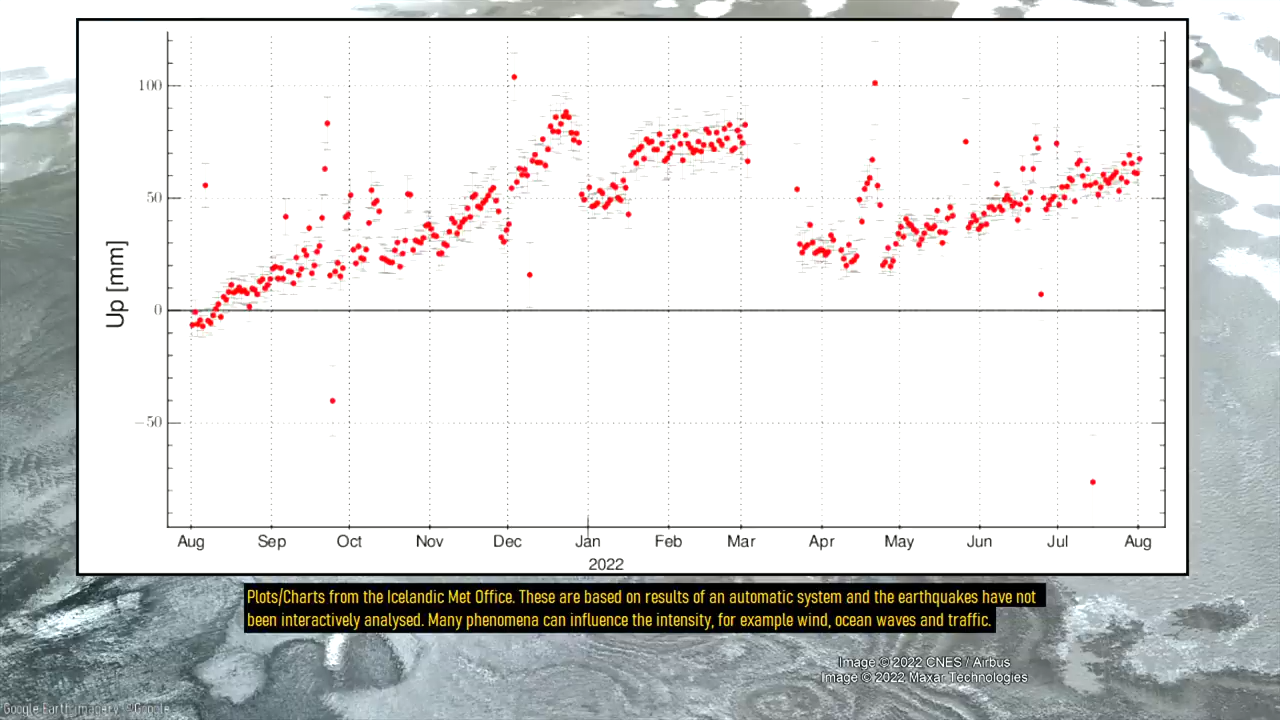 100
50
0
−50
Up [mm]
Aug Sep Oct Nov Dec Jan Feb Mar Apr May Jun Jul Aug
2022
Plots/Charts from the Icelandic Met Office. These are based on results of an automatic system and the earthquakes have not
been interactively analysed. Many phenomena can influence the intensity, for example wind, ocean waves and traffic.
Image © 2022 CNES / Airbus
Image © 2022 Maxar Technologies
Google Earth imagery ©Google